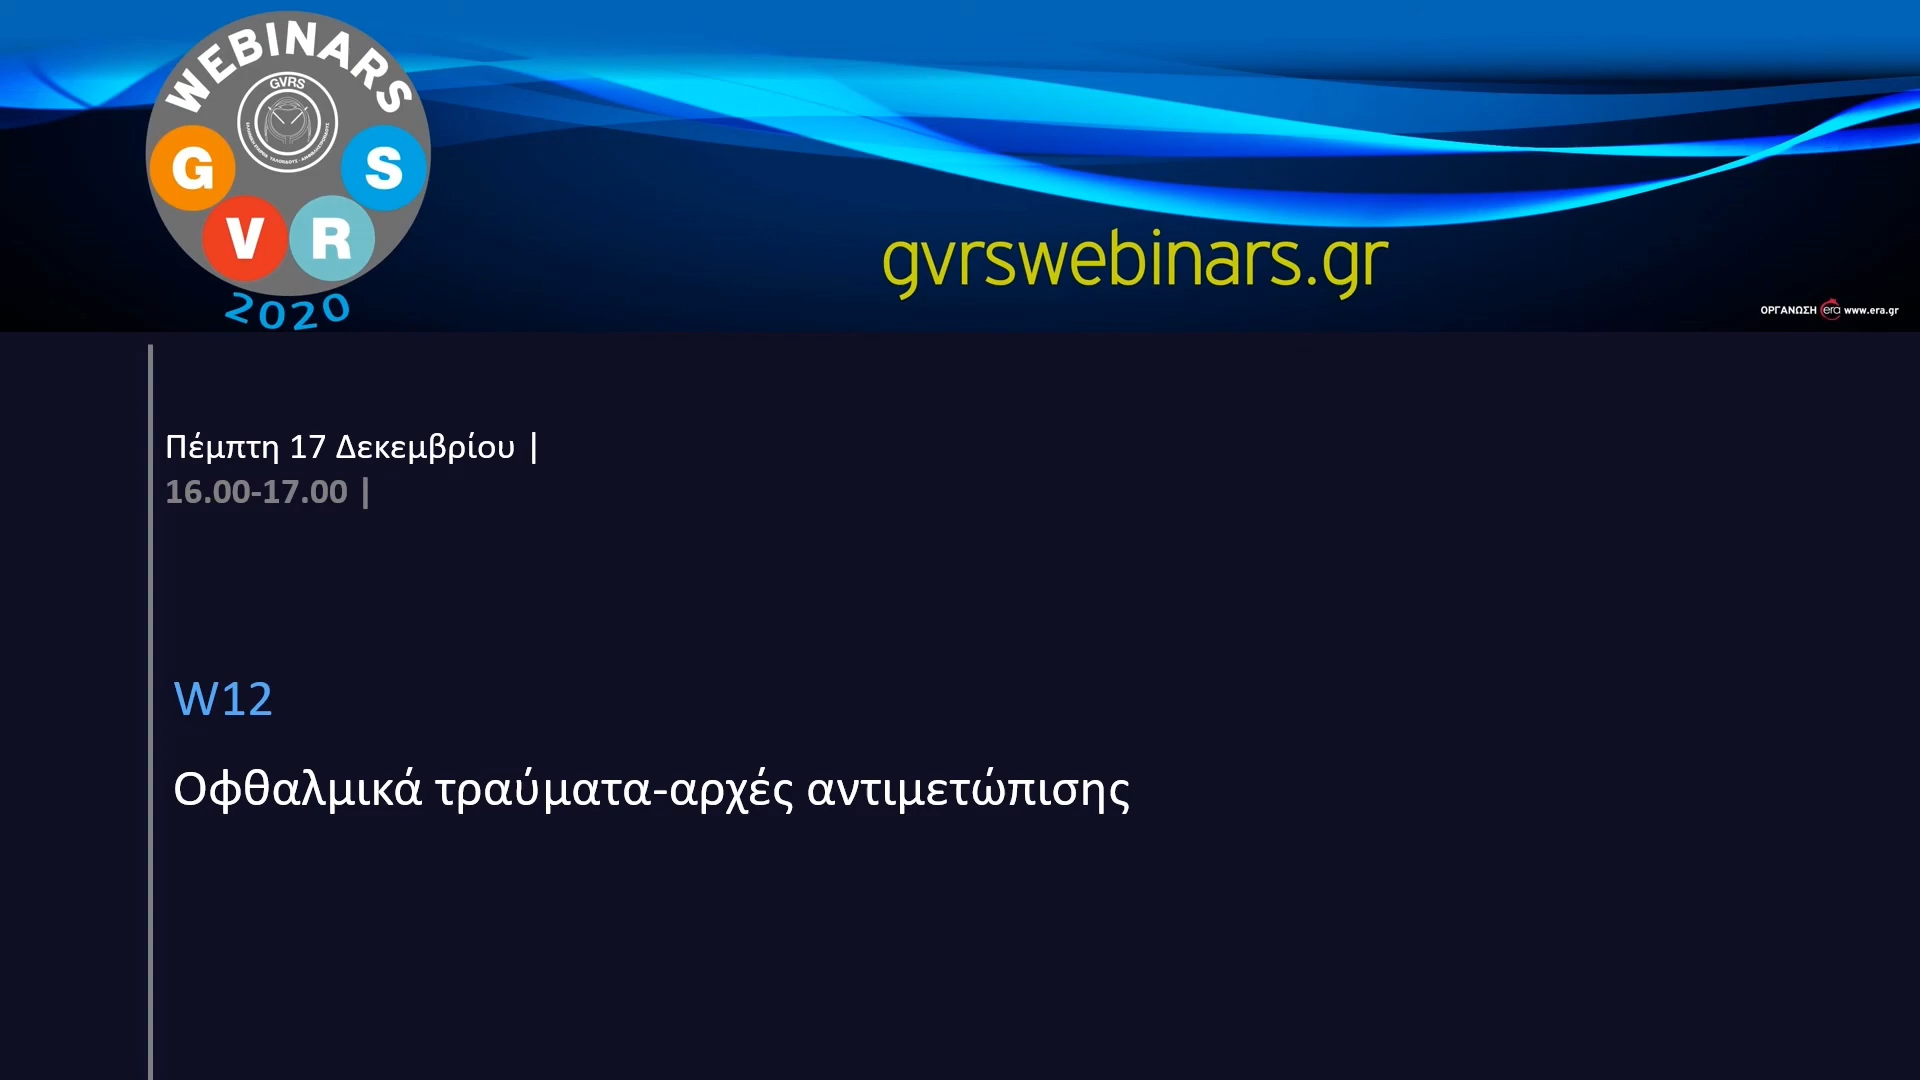 WEBINARS
GVRS
G
V
R
S
2020
gvrswebinars.gr
ΟΡΓΑΝΩΣΗ era www.era.gr
Πέμπτη 17 Δεκεμβρίου |
16.00-17.00 |
W12
Οφθαλμικά τραύματα-αρχές αντιμετώπισης